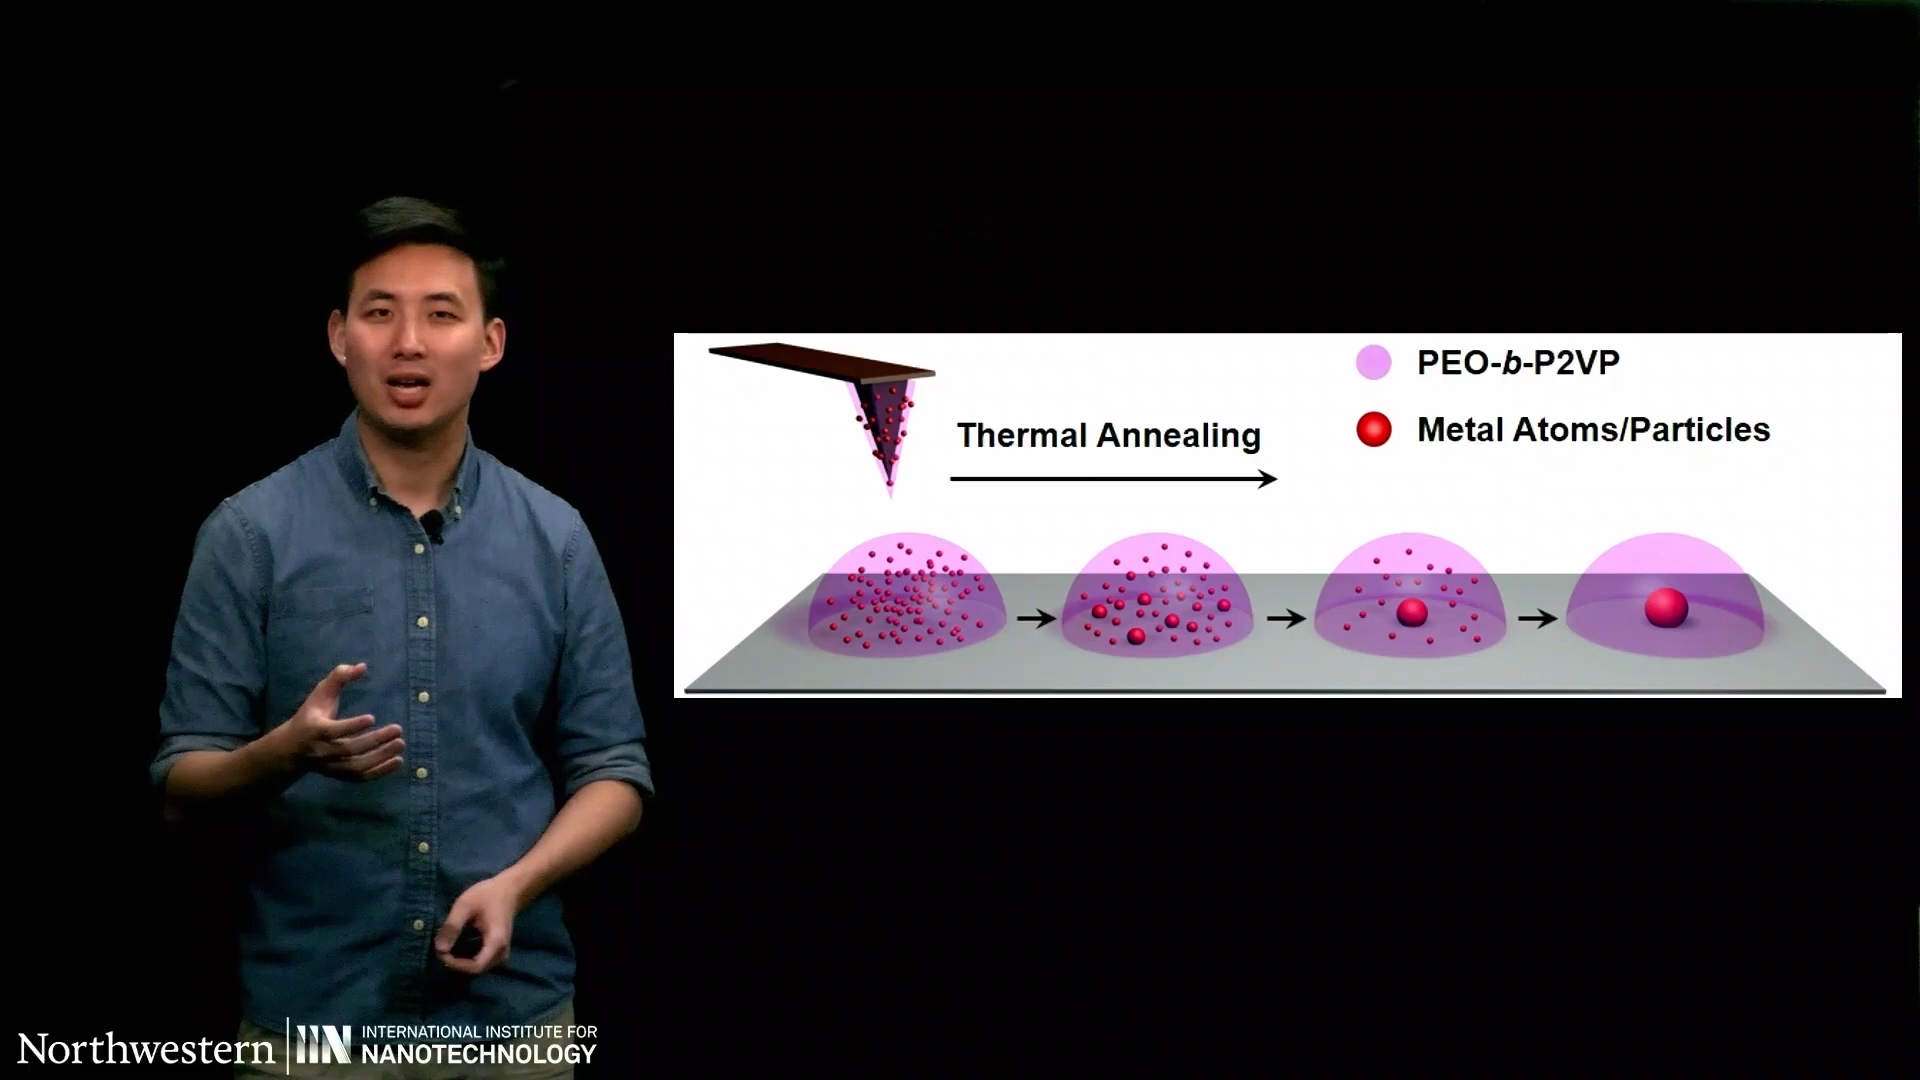 PEO-b-P2VP
Metal Atoms/Particles
Thermal Annealing
Northwestern
INTERNATIONAL INSTITUTE FOR
NANOTECHNOLOGY